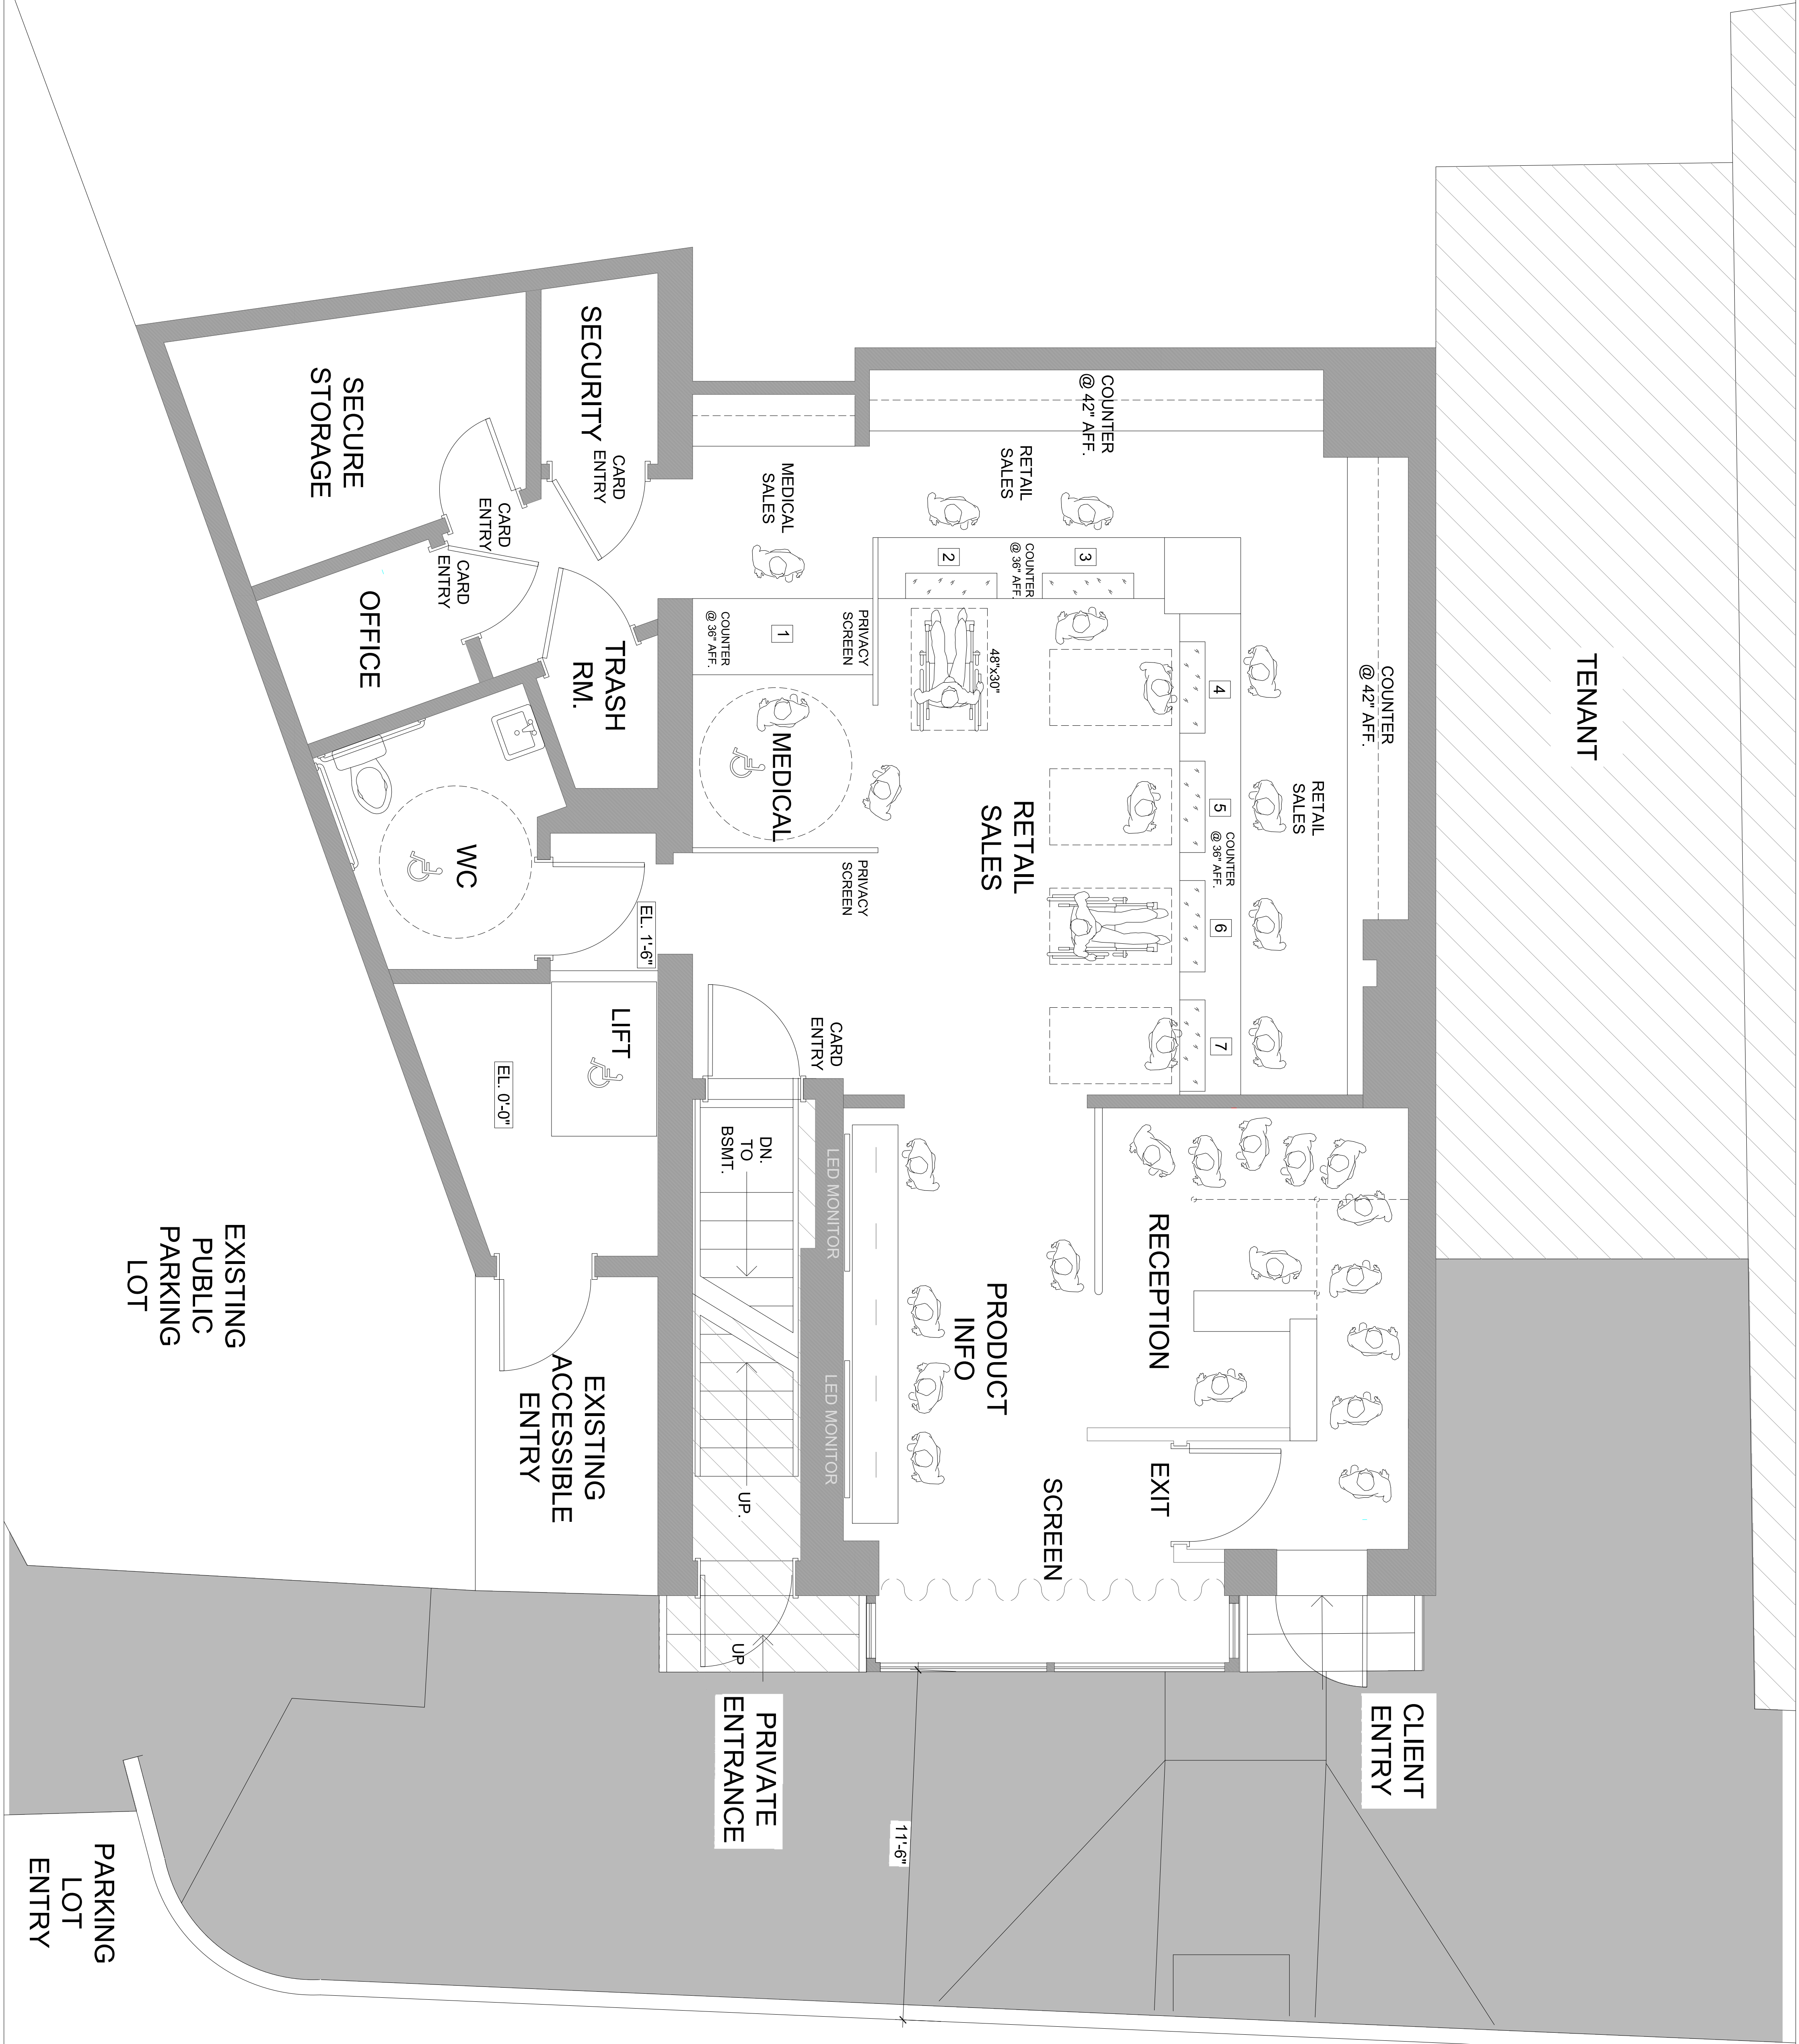 TENANT
COUNTER
@ 42" AFF.
COUNTER
@ 42" AFF.
RETAIL
SALES
RETAIL
SALES
MEDICAL
SALES
2
COUNTER
@ 36" AFF.
3
4
5
COUNTER
@ 36" AFF.
6
7
1
COUNTER
@ 36" AFF.
PRIVACY
SCREEN
48"x30"
MEDICAL
PRIVACY
SCREEN
RETAIL
SALES
SECURITY
CARD
ENTRY
SECURE
STORAGE
CARD
ENTRY
CARD
ENTRY
OFFICE
TRASH
RM.
WC
EL. 1'-6"
LIFT
EL. 0'-0"
CARD
ENTRY
DN.
TO
BSMT.
UP.
LED MONITOR
LED MONITOR
RECEPTION
PRODUCT
INFO
EXIT
SCREEN
EXISTING
PUBLIC
PARKING
LOT
EXISTING
ACCESSIBLE
ENTRY
UP
PRIVATE
ENTRANCE
CLIENT
ENTRY
11'-6"
PARKING
LOT
ENTRY